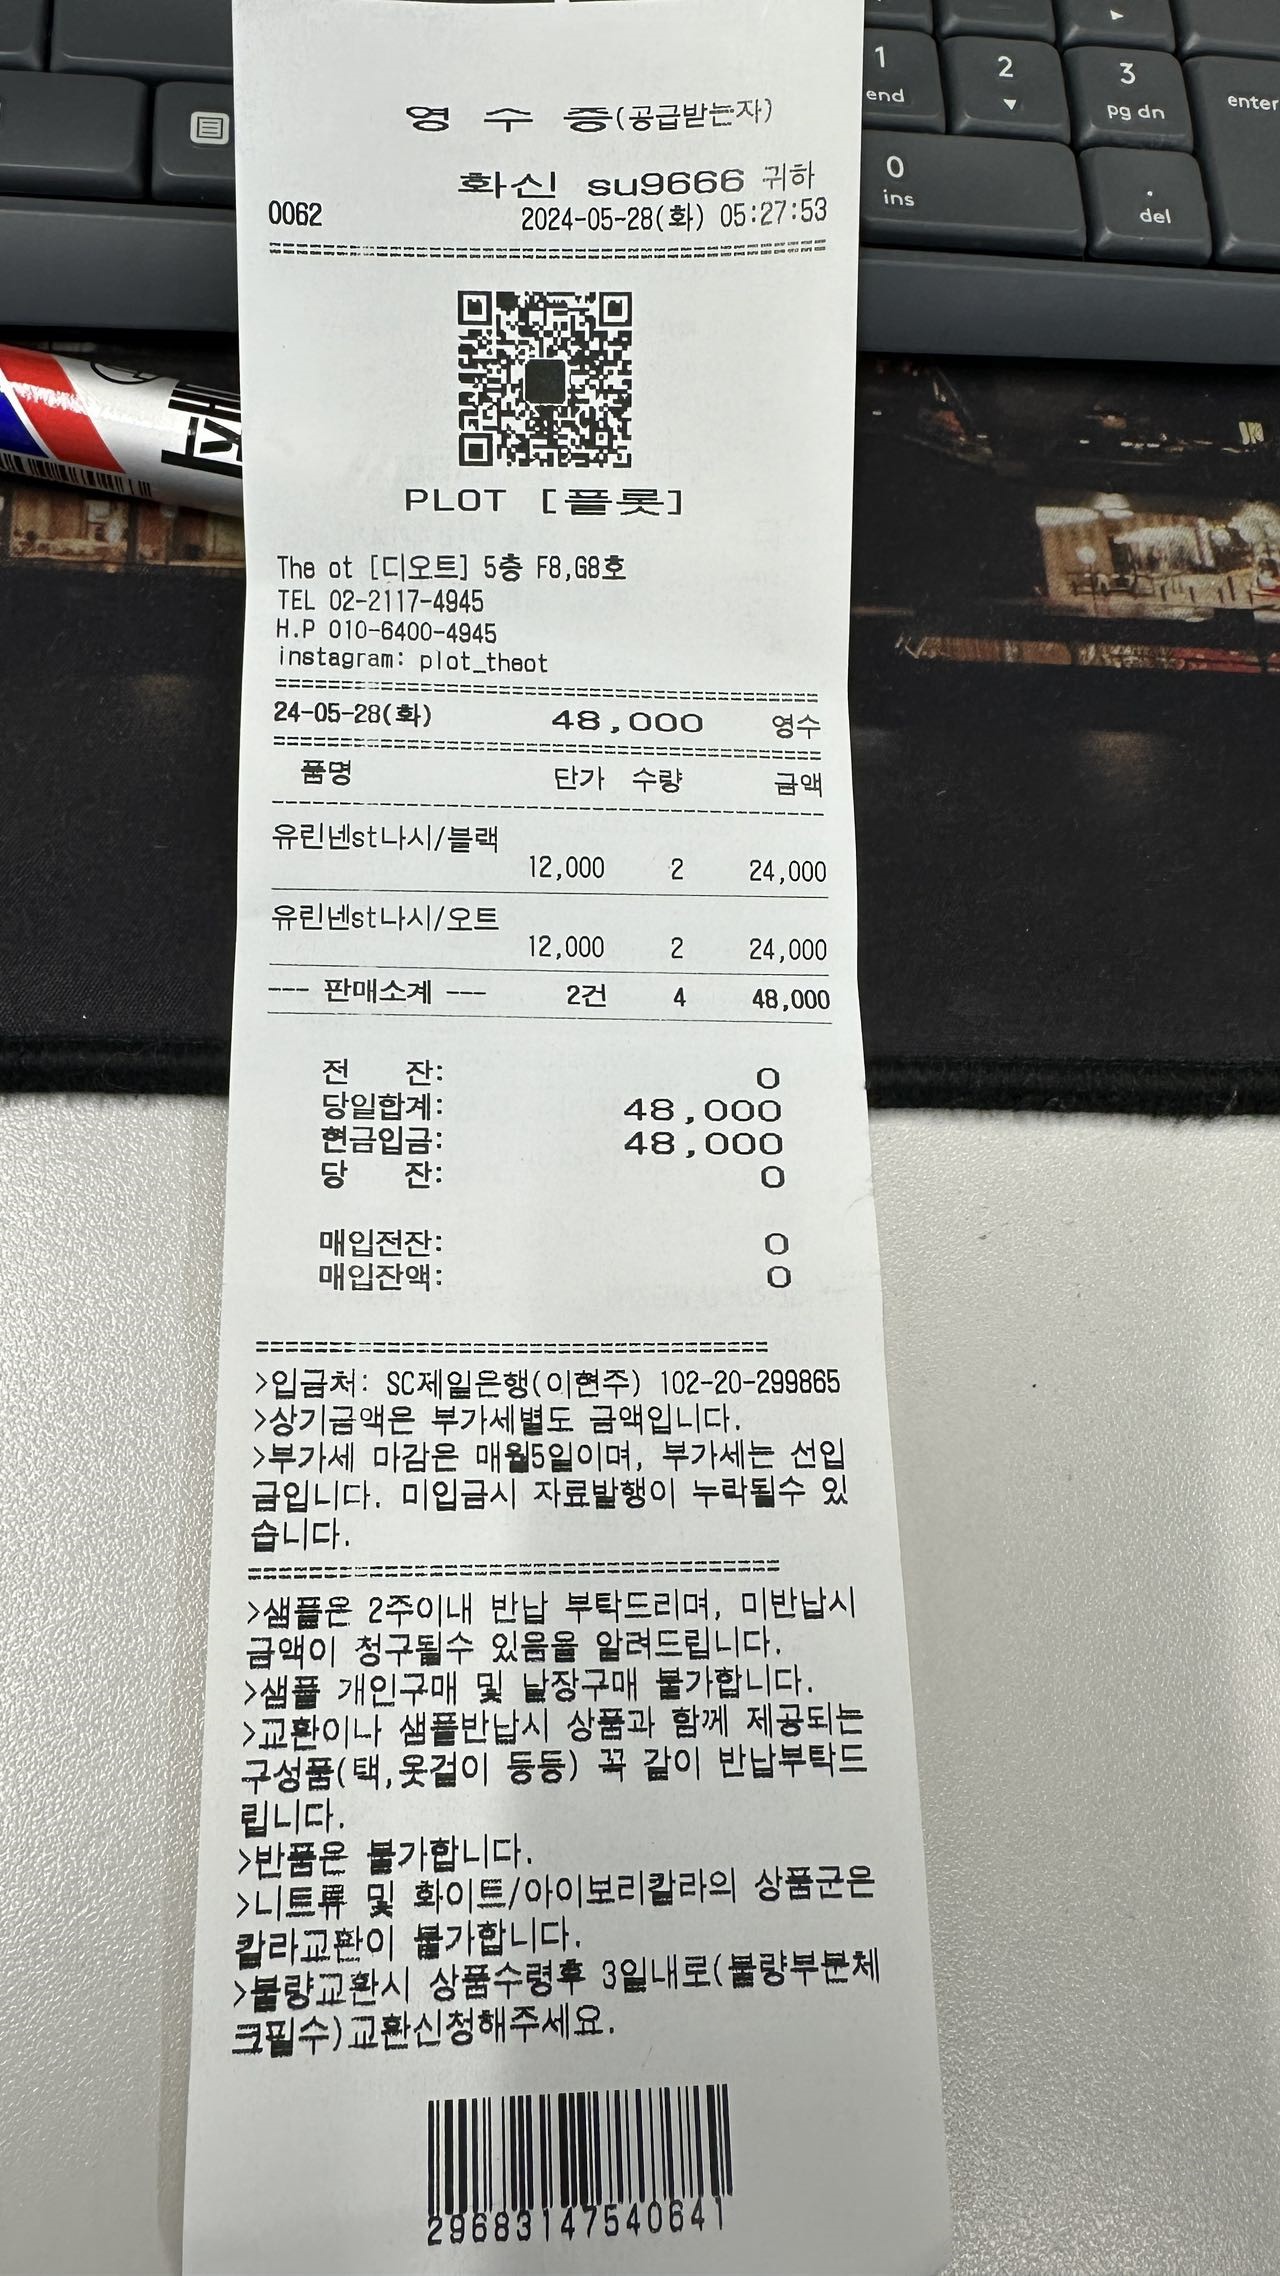 1
end
2
3
pg dn
enter
0
ins
.
del
영 수 증(공급받는자)
화신 su9666 귀하
0062 2024-05-28(화) 05:27:53
PLOT [플롯]
The ot [디오트] 5층 F8,G8호
TEL 02-2117-4945
H.P 010-6400-4945
instagram: plot_theot
24-05-28(화) 48,000 영수
품명 단가 수량 금액
유린넨st나시/블랙
12,000 2 24,000
유린넨st나시/오트
12,000 2 24,000
--- 판매소계 --- 2건 4 48,000
전 잔: 0
당일합계: 48,000
현금입금: 48,000
당 잔: 0
매입전잔: 0
매입잔액: 0
>입금처: SC제일은행(이현주) 102-20-299865
>상기금액은 부가세별도 금액입니다.
>부가세 마감은 매월5일이며, 부가세는 선입
금입니다. 미입금시 자료발행이 누락될수 있
습니다.
>샘플은 2주이내 반납 부탁드리며, 미반납시
금액이 청구될수 있음을 알려드립니다.
>샘플 개인구매 및 낱장구매 불가합니다.
>교환이나 샘플반납시 상품과 함께 제공되는
구성품(택,옷걸이 등등) 꼭 같이 반납부탁드
립니다.
>반품은 불가합니다.
>니트류 및 화이트/아이보리칼라의 상품군은
칼라교환이 불가합니다.
>불량교환시 상품수령후 3일내로(불량부분체
크필수)교환신청해주세요.
29683147540641